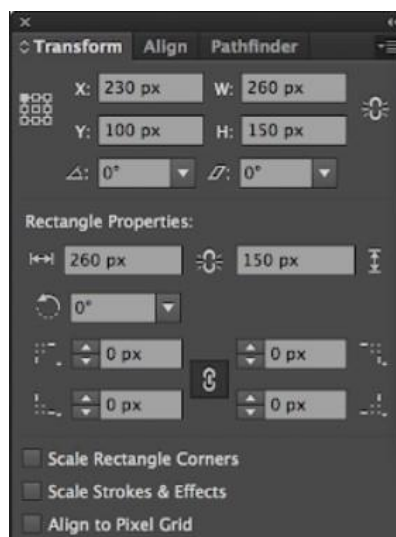 Transform Align Pathfinder
X: 230 px W: 260 px
Y: 100 px H: 150 px
: 0° : 0°
Rectangle Properties:
260 px 150 px
0°
0 px 0 px
0 px 0 px
Scale Rectangle Corners
Scale Strokes & Effects
Align to Pixel Grid